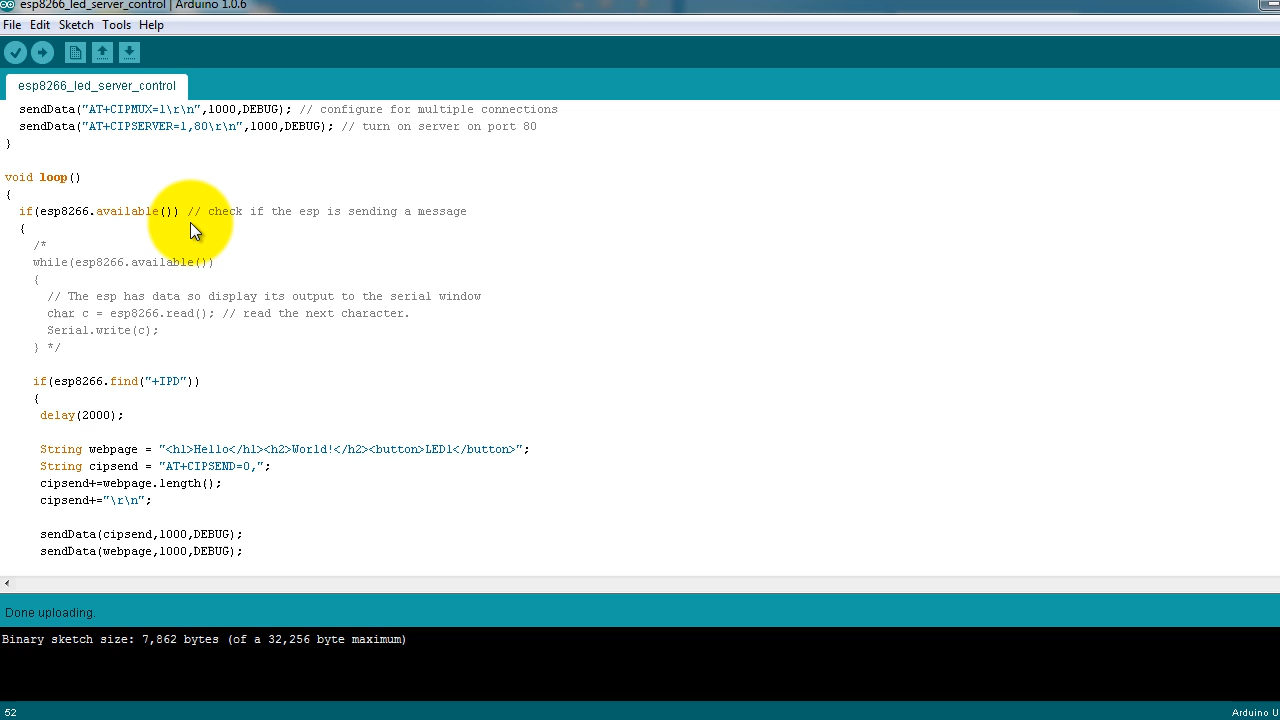 esp8266_led_server_control | Arduino 1.0.6
File Edit Sketch Tools Help
esp8266_led_server_control
sendData("AT+CIPMUX=1\r\n",1000,DEBUG); // configure for multiple connections
sendData("AT+CIPSERVER=1,80\r\n",1000,DEBUG); // turn on server on port 80
}
void loop()
{
if(esp8266.available()) // check if the esp is sending a message
{
/*
while(esp8266.available())
{
// The esp has data so display its output to the serial window
char c = esp8266.read(); // read the next character.
Serial.write(c);
} */
if(esp8266.find("+IPD"))
{
delay(2000);
String webpage = "<h1>Hello</h1><h2>World!</h2><button>LED1</button>";
String cipsend = "AT+CIPSEND=0,";
cipsend+=webpage.length();
cipsend+="\r\n";
sendData(cipsend,1000,DEBUG);
sendData(webpage,1000,DEBUG);
Done uploading.
Binary sketch size: 7,862 bytes (of a 32,256 byte maximum)
52
Arduino U